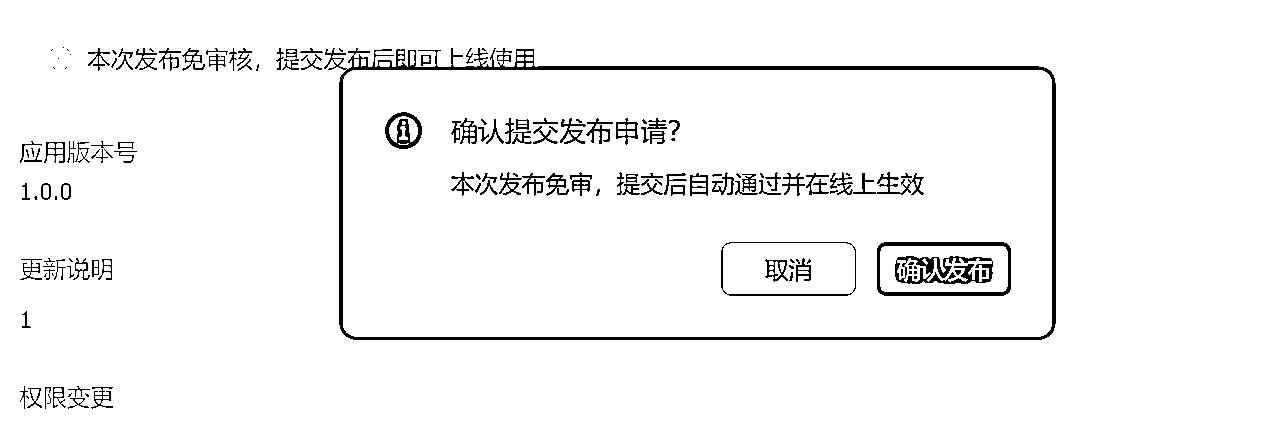 本次发布免审核，提交发布后即可上线使用
确认提交发布申请?
本次发布免审，提交后自动通过并在线上生效
取消
确认发布
应用版本号
1.0.0
更新说明
1
权限变更